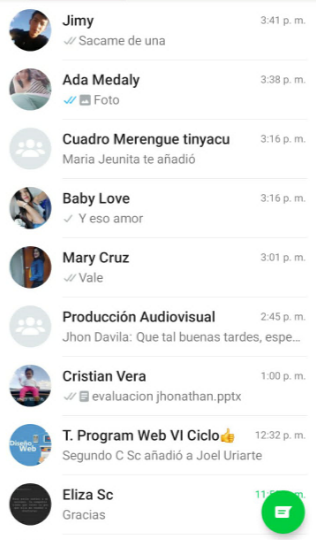 Jimy
3:41 p. m.
Sacame de una
Ada Medaly
3:38 p. m.
Foto
Cuadro Merengue tinyacu
3:16 p. m.
Maria Jeunita te añadió
Baby Love
3:16 p. m.
Y eso amor
Mary Cruz
3:01 p. m.
Vale
Producción Audiovisual
2:45 p. m.
Jhon Davila: Que tal buenas tardes, espe...
Cristian Vera
1:00 p. m.
evaluacion jhonathan.pptx
T. Program Web VI Ciclo👍
12:32 p. m.
Diseño Web
Segundo C Sc añadió a Joel Uriarte
Eliza Sc
Gracias